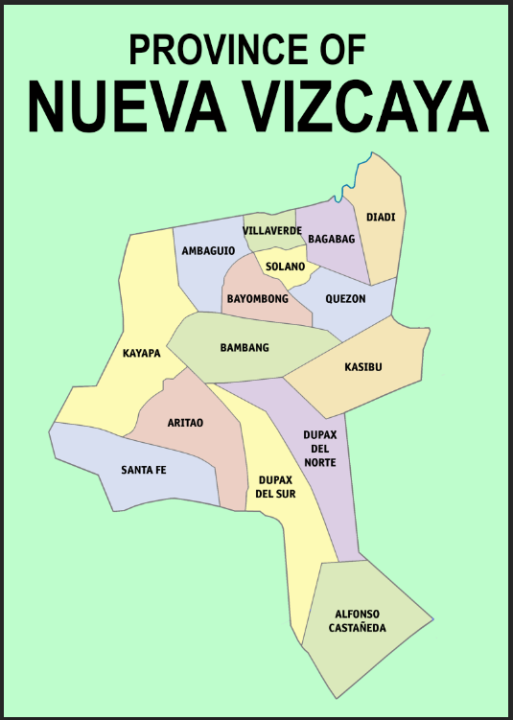 PROVINCE OF
NUEVA VIZCAYA
DIADI
VILLAVERDE
BAGABAG
AMBAGUIO
SOLANO
BAYOMBONG
QUEZON
BAMBANG
KAYAPA
KASIBU
ARITAO
DUPAX
DEL
NORTE
SANTA FE
DUPAX
DEL SUR
ALFONSO
CASTAÑEDA